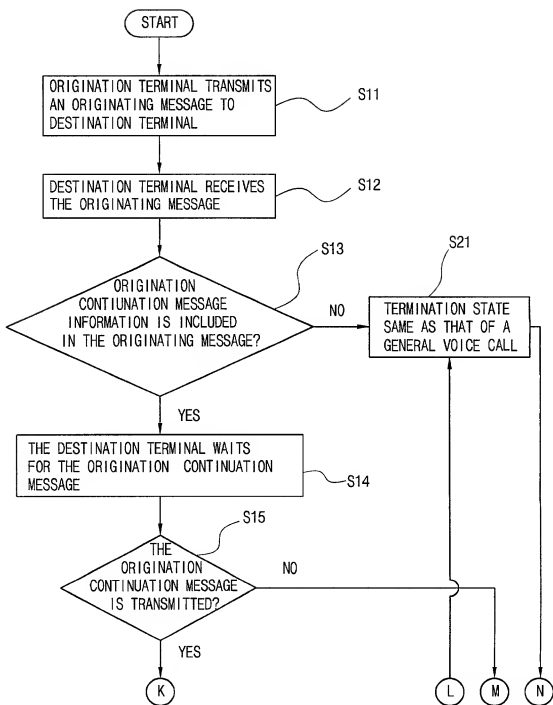 START
ORIGINATION TERMINAL TRANSMITS
AN ORIGINATING MESSAGE TO
DESTINATION TERMINAL
S11
DESTINATION TERMINAL RECEIVES
THE ORIGINATING MESSAGE
S12
ORIGINATION
CONTIUNATION MESSAGE
INFORMATION IS INCLUDED
IN THE ORIGINATING MESSAGE?
S13
NO
S21
TERMINATION STATE
SAME AS THAT OF A
GENERAL VOICE CALL
YES
THE DESTINATION TERMINAL WAITS
FOR THE ORIGINATION CONTINUATION
MESSAGE
S14
S15
THE
ORIGINATION
CONTINUATION MESSAGE
IS TRANSMITTED?
NO
YES
K
L
M
N